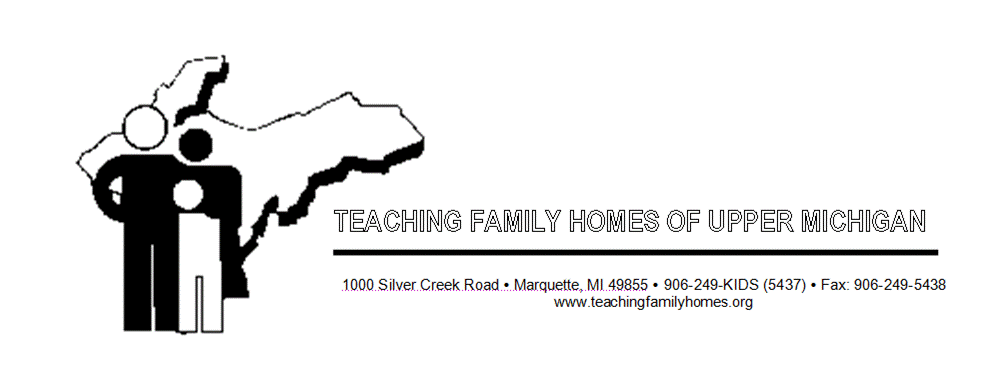 TEACHING FAMILY HOMES OF UPPER MICHIGAN
1000 Silver Creek Road • Marquette, MI 49855 • 906-249-KIDS (5437) • Fax: 906-249-5438
www.teachingfamilyhomes.org